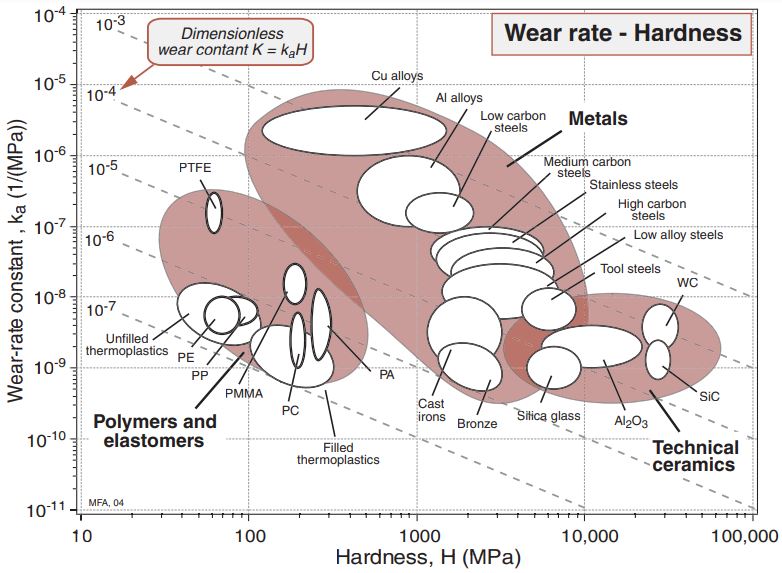 Wear rate - Hardness
Dimensionless
wear contant K = kₐH
Wear-rate constant , kₐ (1/(MPa))
10⁻⁴
10⁻⁵
10⁻⁶
10⁻⁷
10⁻⁸
10⁻⁹
10⁻¹⁰
10⁻¹¹
10⁻³
10⁻⁴
10⁻⁵
10⁻⁶
10⁻⁷
Cu alloys
Al alloys
Low carbon
steels
Metals
Medium carbon
steels
Stainless steels
High carbon
steels
Low alloy steels
Tool steels
WC
PTFE
Unfilled
thermoplastics
PE
PP
PMMA
PC
PA
Filled
thermoplastics
Polymers and
elastomers
Cast
irons
Bronze
Silica glass
Al₂O₃
SiC
Technical
ceramics
MFA, 04
10
100
1000
10,000
100,000
Hardness, H (MPa)